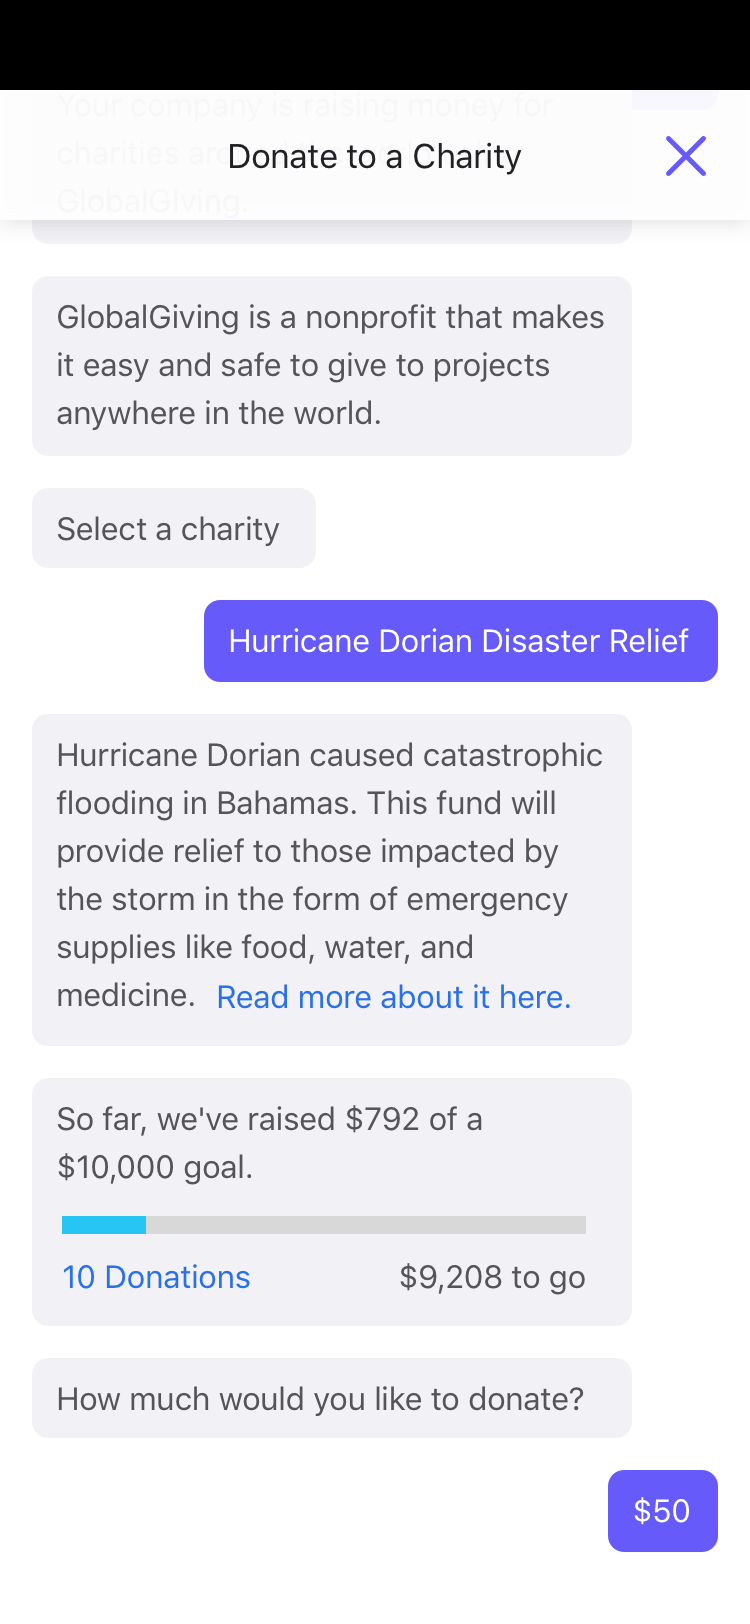 Your company is raising money for
charities around the world
GlobalGIving.
Donate to a Charity
GlobalGiving is a nonprofit that makes
it easy and safe to give to projects
anywhere in the world.
Select a charity
Hurricane Dorian Disaster Relief
Hurricane Dorian caused catastrophic
flooding in Bahamas. This fund will
provide relief to those impacted by
the storm in the form of emergency
supplies like food, water, and
medicine. Read more about it here.
So far, we've raised $792 of a
$10,000 goal.
10 Donations $9,208 to go
How much would you like to donate?
$50